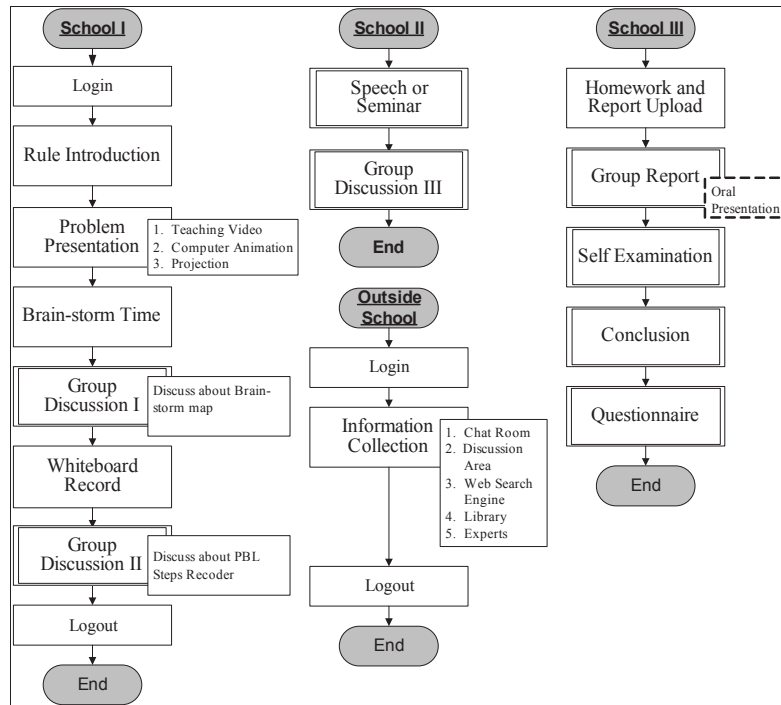 School I
Login
Rule Introduction
Problem
Presentation
1. Teaching Video
2. Computer Animation
3. Projection
Brain-storm Time
Group
Discussion I
Discuss about Brain-
storm map
Whiteboard
Record
Group
Discussion II
Discuss about PBL
Steps Recoder
Logout
End
School II
Speech or
Seminar
Group
Discussion III
End
Outside
School
Login
Information
Collection
1. Chat Room
2. Discussion
Area
3. Web Search
Engine
4. Library
5. Experts
Logout
End
School III
Homework and
Report Upload
Group Report
Oral
Presentation
Self Examination
Conclusion
Questionnaire
End